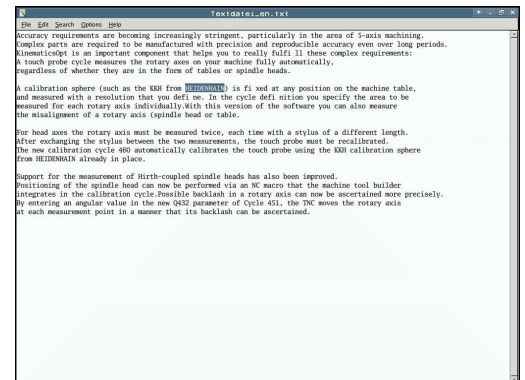 Textdatei_en.txt
File Edit Search Options Help
Accuracy requirements are becoming increasingly stringent, particularly in the area of 5-axis machining.
Complex parts are required to be manufactured with precision and reproducible accuracy even over long periods.
KinematicsOpt is an important component that helps you to really fulfi ll these complex requirements:
A touch probe cycle measures the rotary axes on your machine fully automatically,
regardless of whether they are in the form of tables or spindle heads.
A calibration sphere (such as the KKH from HEIDENHAIN) is fi xed at any position on the machine table,
and measured with a resolution that you defi ne. In the cycle defi nition you specify the area to be
measured for each rotary axis individually.With this version of the software you can also measure
the misalignment of a rotary axis (spindle head or table.
For head axes the rotary axis must be measured twice, each time with a stylus of a different length.
After exchanging the stylus between the two measurements, the touch probe must be recalibrated.
The new calibration cycle 460 automatically calibrates the touch probe using the KKH calibration sphere
from HEIDENHAIN already in place.
Support for the measurement of Hirth-coupled spindle heads has also been improved.
Positioning of the spindle head can now be performed via an NC macro that the machine tool builder
integrates in the calibration cycle.Possible backlash in a rotary axis can now be ascertained more precisely.
By entering an angular value in the new Q432 parameter of Cycle 451, the TNC moves the rotary axis
at each measurement point in a manner that its backlash can be ascertained.